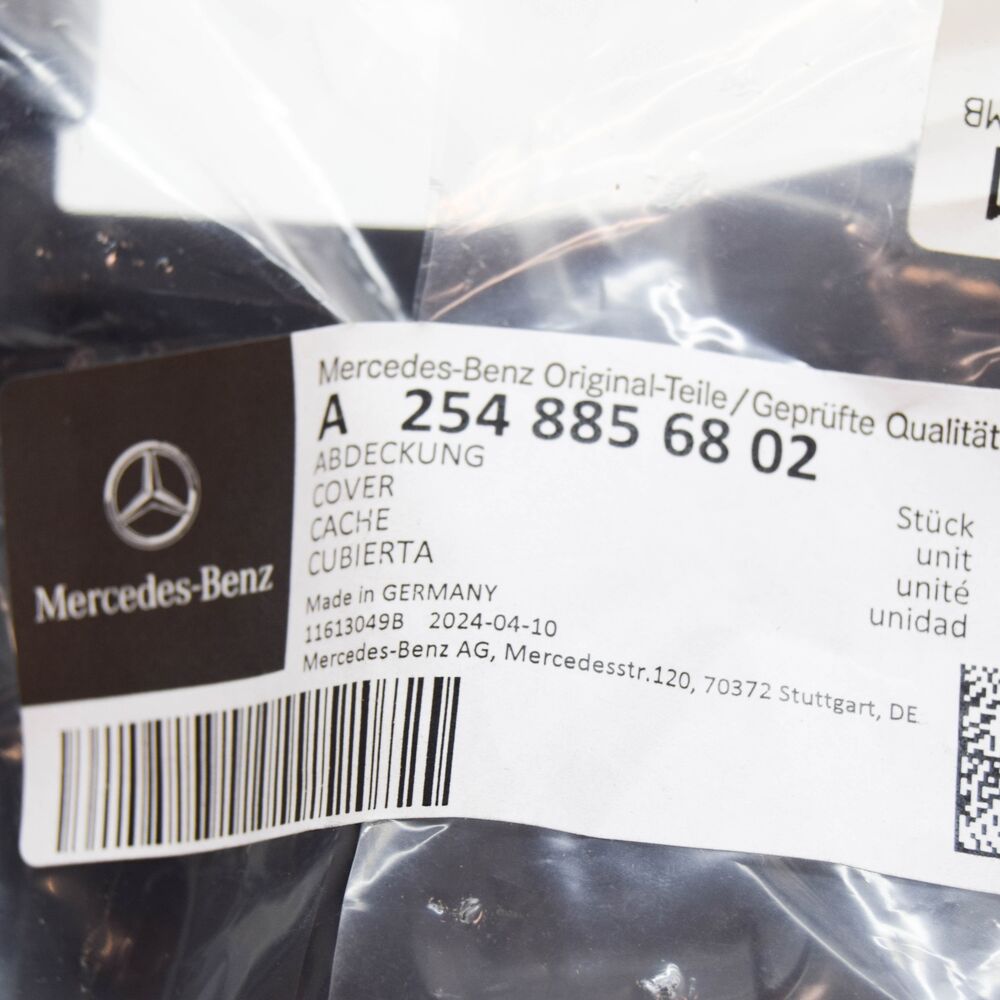 MB
Mercedes-Benz Original-Teile/Geprüfte Qualität
A 254 885 68 02
ABDECKUNG
COVER
CACHE
CUBIERTA
Stück
unit
unité
unidad
Made in GERMANY
11613049B 2024-04-10
Mercedes-Benz AG, Mercedesstr.120, 70372 Stuttgart, DE
Mercedes-Benz